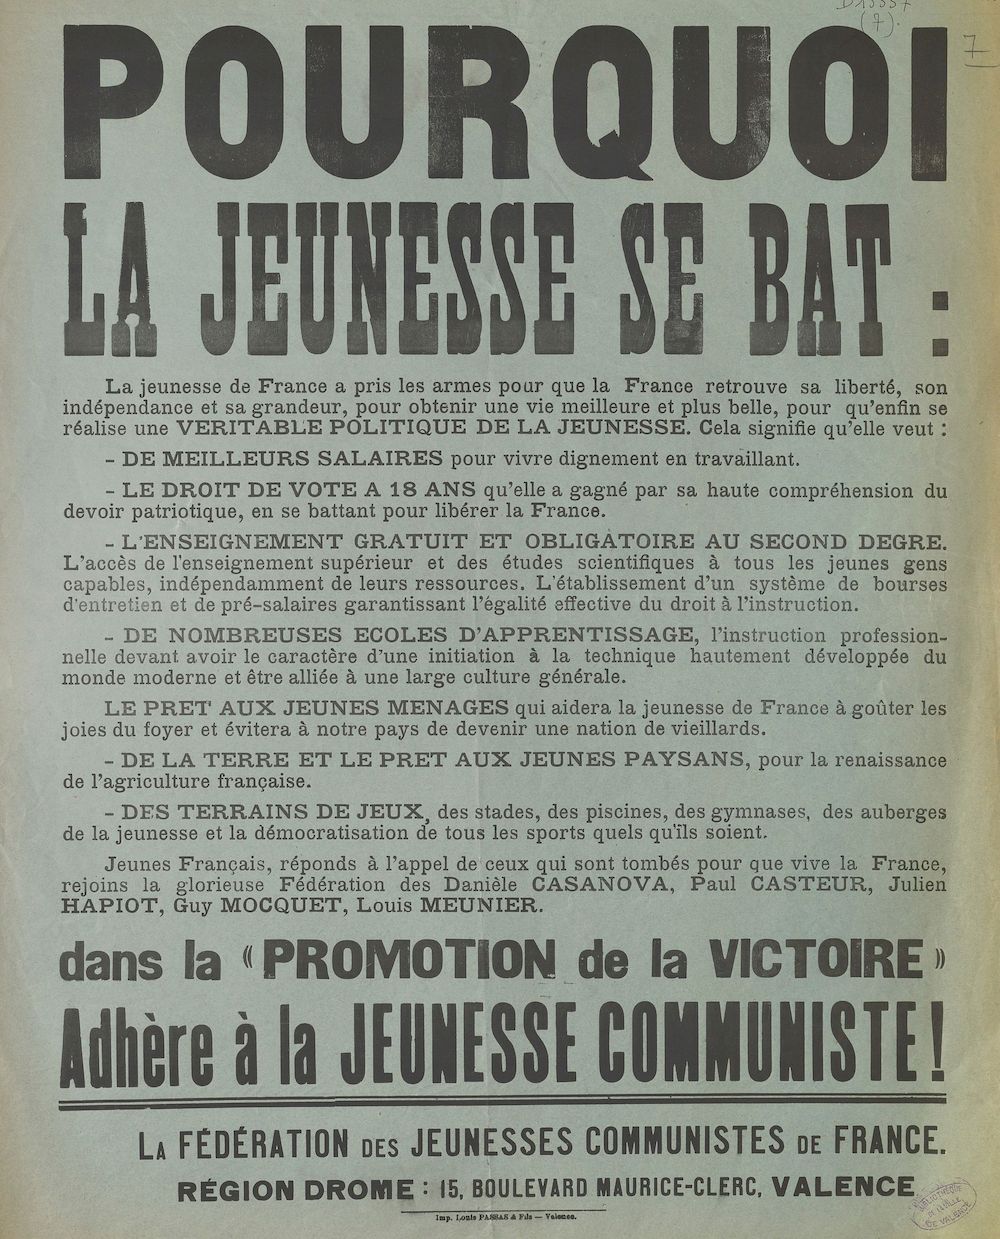 D13557
(7).
7
POURQUOI
LA JEUNESSE SE BAT :
La jeunesse de France a pris les armes pour que la France retrouve sa liberté, son
indépendance et sa grandeur, pour obtenir une vie meilleure et plus belle, pour qu'enfin se
réalise une VERITABLE POLITIQUE DE LA JEUNESSE. Cela signifie qu'elle veut :
– DE MEILLEURS SALAIRES pour vivre dignement en travaillant.
– LE DROIT DE VOTE A 18 ANS qu'elle a gagné par sa haute compréhension du
devoir patriotique, en se battant pour libérer la France.
– L'ENSEIGNEMENT GRATUIT ET OBLIGATOIRE AU SECOND DEGRE.
L'accès de l'enseignement supérieur et des études scientifiques à tous les jeunes gens
capables, indépendamment de leurs ressources. L'établissement d'un système de bourses
d'entretien et de pré-salaires garantissant l'égalité effective du droit à l'instruction.
– DE NOMBREUSES ECOLES D'APPRENTISSAGE, l'instruction profession-
nelle devant avoir le caractère d'une initiation à la technique hautement développée du
monde moderne et être alliée à une large culture générale.
LE PRET AUX JEUNES MENAGES qui aidera la jeunesse de France à goûter les
joies du foyer et évitera à notre pays de devenir une nation de vieillards.
– DE LA TERRE ET LE PRET AUX JEUNES PAYSANS, pour la renaissance
de l'agriculture française.
– DES TERRAINS DE JEUX, des stades, des piscines, des gymnases, des auberges
de la jeunesse et la démocratisation de tous les sports quels qu'ils soient.
Jeunes Français, réponds à l'appel de ceux qui sont tombés pour que vive la France,
rejoins la glorieuse Fédération des Danièle CASANOVA, Paul CASTEUR, Julien
HAPIOT, Guy MOCQUET, Louis MEUNIER.
dans la « PROMOTION de la VICTOIRE »
Adhère à la JEUNESSE COMMUNISTE !
LA FÉDÉRATION DES JEUNESSES COMMUNISTES DE FRANCE.
RÉGION DROME : 15, BOULEVARD MAURICE-CLERC, VALENCE
Imp. Louis PASSAS & Fils — Valence.
BIBLIOTHÈQUE
DE LA VILLE
DE VALENCE